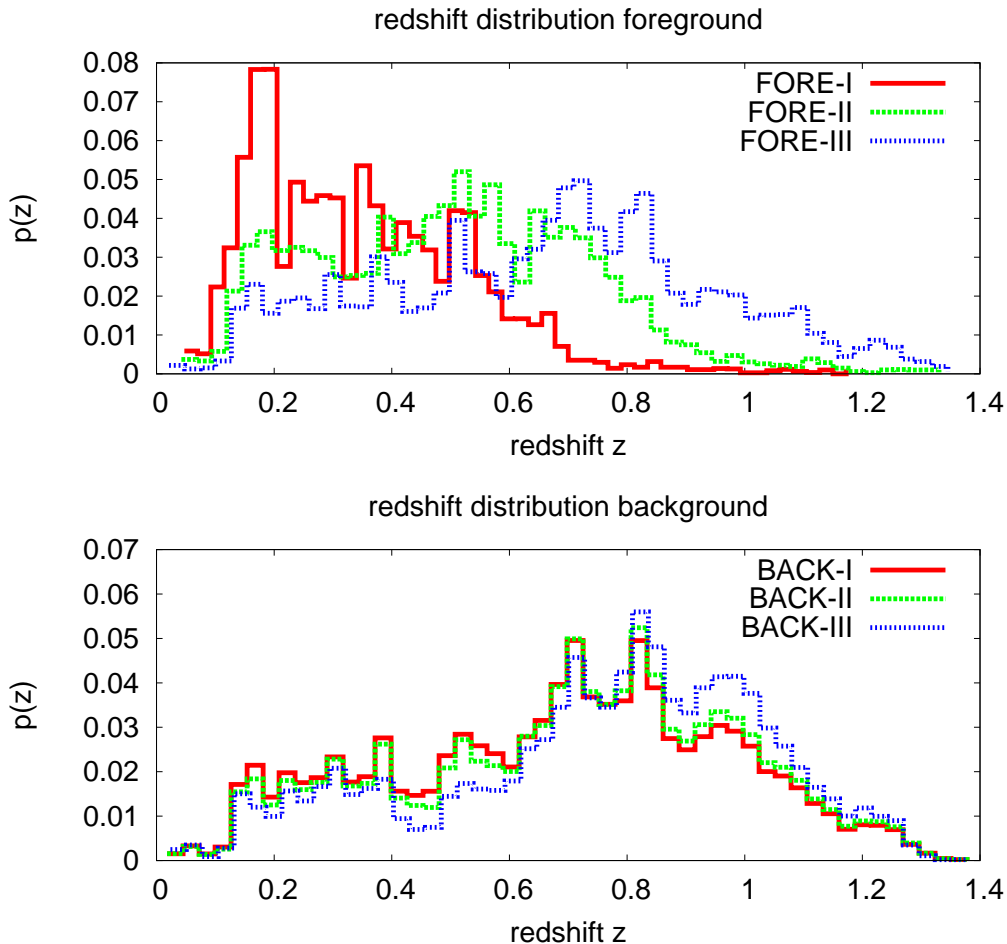 redshift distribution foreground
0.08
0.07
0.06
0.05
0.04
0.03
0.02
0.01
0
p(z)
FORE-I
FORE-II
FORE-III
0 0.2 0.4 0.6 0.8 1 1.2 1.4
redshift z
redshift distribution background
0.07
0.06
0.05
0.04
0.03
0.02
0.01
0
p(z)
BACK-I
BACK-II
BACK-III
0 0.2 0.4 0.6 0.8 1 1.2 1.4
redshift z